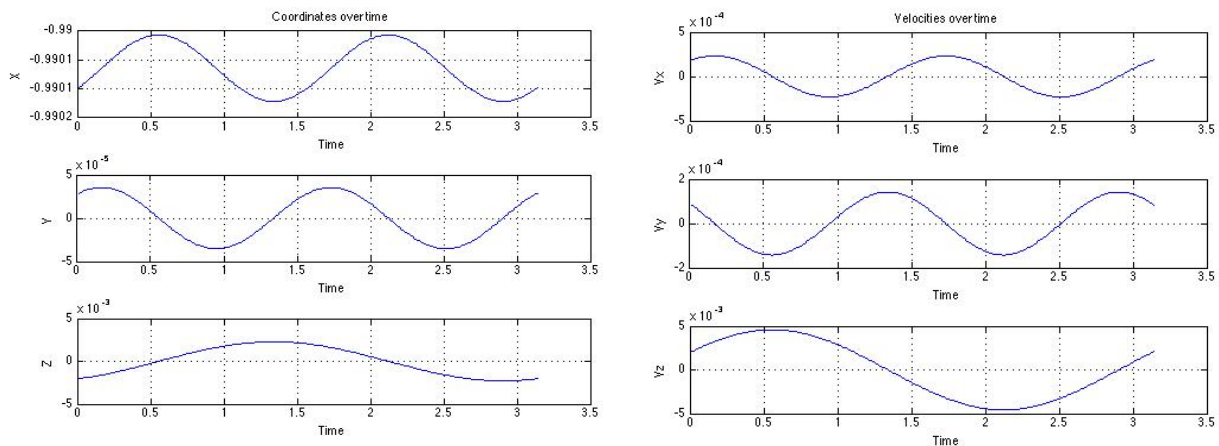 Coordinates overtime
-0.99
-0.9901
-0.9901
-0.9902
X
0 0.5 1 1.5 2 2.5 3 3.5
Time
× 10⁻⁵
5
0
-5
Y
0 0.5 1 1.5 2 2.5 3 3.5
Time
× 10⁻³
5
0
-5
Z
0 0.5 1 1.5 2 2.5 3 3.5
Time
Velocities overtime
× 10⁻⁴
5
0
-5
Vx
0 0.5 1 1.5 2 2.5 3 3.5
Time
× 10⁻⁴
2
0
-2
Vy
0 0.5 1 1.5 2 2.5 3 3.5
Time
× 10⁻³
5
0
-5
Vz
0 0.5 1 1.5 2 2.5 3 3.5
Time